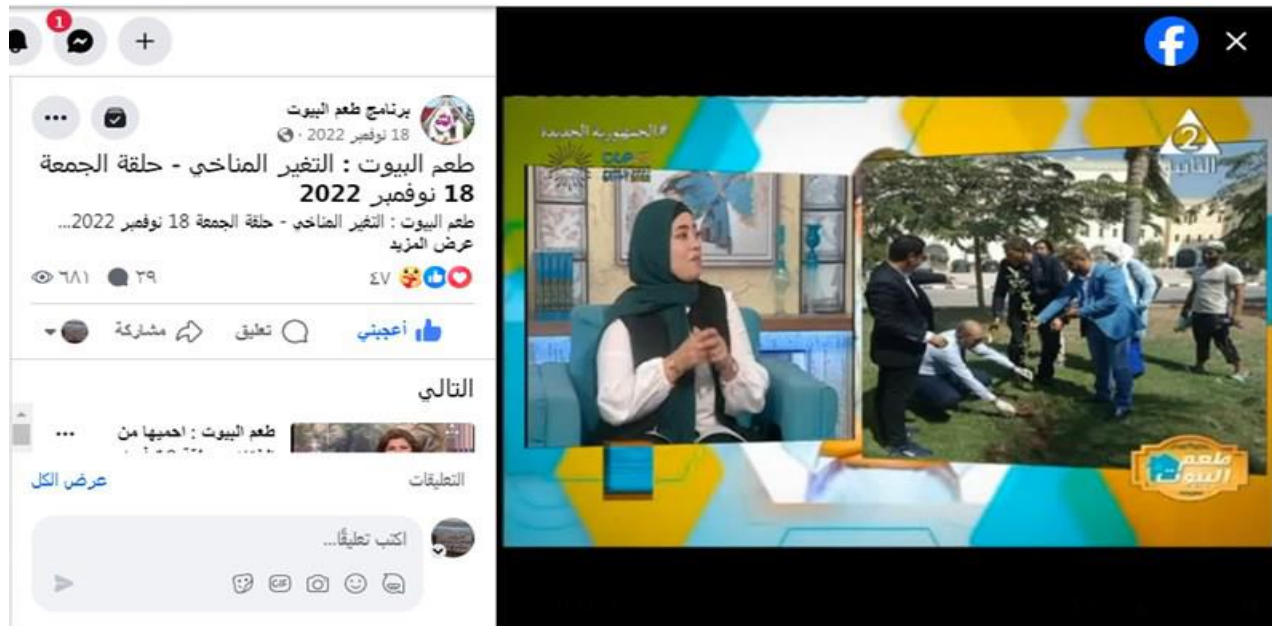 1
برنامج طعم البيوت
18 نوفمبر 2022
طعم البيوت : التغير المناخي - حلقة الجمعة
18 نوفمبر 2022
طعم البيوت : التغير المناخي - حلقة الجمعة 18 نوفمبر 2022...
عرض المزيد
٤٧
٣٩
٦٨١
أعجبني
تعليق
مشاركة
التالي
طعم البيوت : احميها من
التعليقات
عرض الكل
اكتب تعليقًا...
GIF
#الجمهورية_الجديدة
2
الثانية
طعم
البيوت